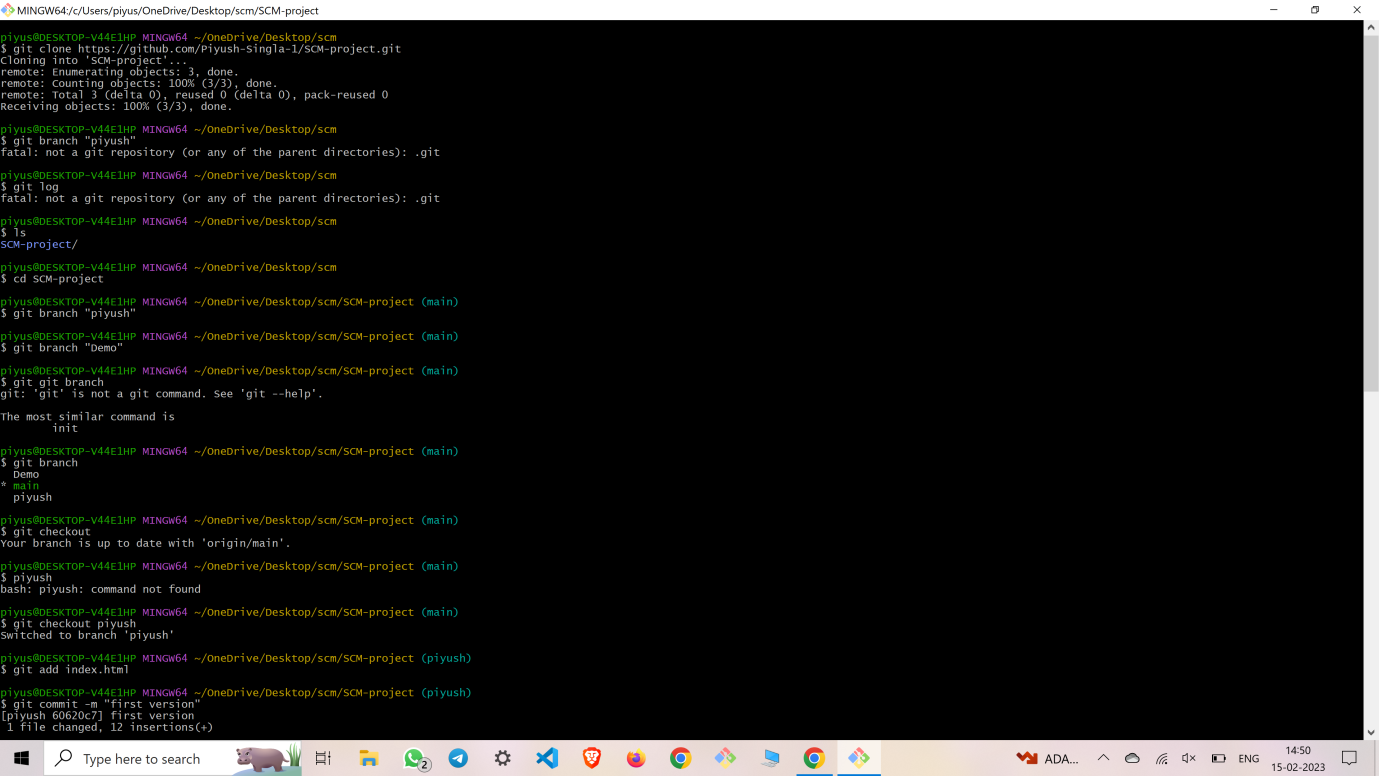 MINGW64:/c/Users/piyus/OneDrive/Desktop/scm/SCM-project
piyus@DESKTOP-V44E1HP MINGW64 ~/OneDrive/Desktop/scm
$ git clone https://github.com/Piyush-Singla-1/SCM-project.git
Cloning into 'SCM-project'...
remote: Enumerating objects: 3, done.
remote: Counting objects: 100% (3/3), done.
remote: Total 3 (delta 0), reused 0 (delta 0), pack-reused 0
Receiving objects: 100% (3/3), done.
piyus@DESKTOP-V44E1HP MINGW64 ~/OneDrive/Desktop/scm
$ git branch "piyush"
fatal: not a git repository (or any of the parent directories): .git
piyus@DESKTOP-V44E1HP MINGW64 ~/OneDrive/Desktop/scm
$ git log
fatal: not a git repository (or any of the parent directories): .git
piyus@DESKTOP-V44E1HP MINGW64 ~/OneDrive/Desktop/scm
$ ls
SCM-project/
piyus@DESKTOP-V44E1HP MINGW64 ~/OneDrive/Desktop/scm
$ cd SCM-project
piyus@DESKTOP-V44E1HP MINGW64 ~/OneDrive/Desktop/scm/SCM-project (main)
$ git branch "piyush"
piyus@DESKTOP-V44E1HP MINGW64 ~/OneDrive/Desktop/scm/SCM-project (main)
$ git branch "Demo"
piyus@DESKTOP-V44E1HP MINGW64 ~/OneDrive/Desktop/scm/SCM-project (main)
$ git git branch
git: 'git' is not a git command. See 'git --help'.
The most similar command is
init
piyus@DESKTOP-V44E1HP MINGW64 ~/OneDrive/Desktop/scm/SCM-project (main)
$ git branch
Demo
* main
piyush
piyus@DESKTOP-V44E1HP MINGW64 ~/OneDrive/Desktop/scm/SCM-project (main)
$ git checkout
Your branch is up to date with 'origin/main'.
piyus@DESKTOP-V44E1HP MINGW64 ~/OneDrive/Desktop/scm/SCM-project (main)
$ piyush
bash: piyush: command not found
piyus@DESKTOP-V44E1HP MINGW64 ~/OneDrive/Desktop/scm/SCM-project (main)
$ git checkout piyush
Switched to branch 'piyush'
piyus@DESKTOP-V44E1HP MINGW64 ~/OneDrive/Desktop/scm/SCM-project (piyush)
$ git add index.html
piyus@DESKTOP-V44E1HP MINGW64 ~/OneDrive/Desktop/scm/SCM-project (piyush)
$ git commit -m "first version"
[piyush 60620c7] first version
1 file changed, 12 insertions(+)
Type here to search
2
ADA...
ENG
14:50
15-02-2023